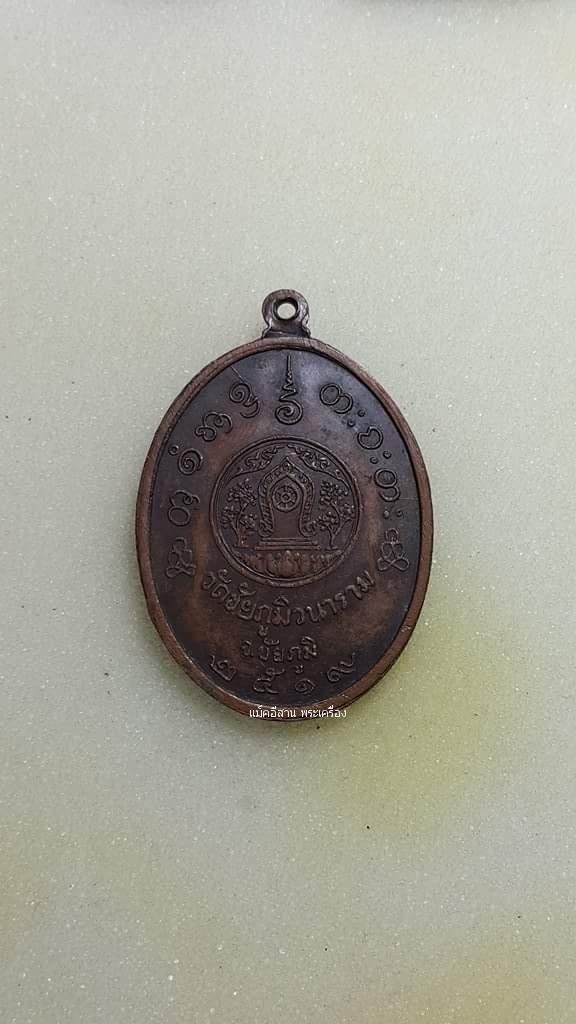 วัดชัยภูมิวนาราม
จ.ชัยภูมิ
๒๕๑๙
แม็คอีสาน พระเครื่อง